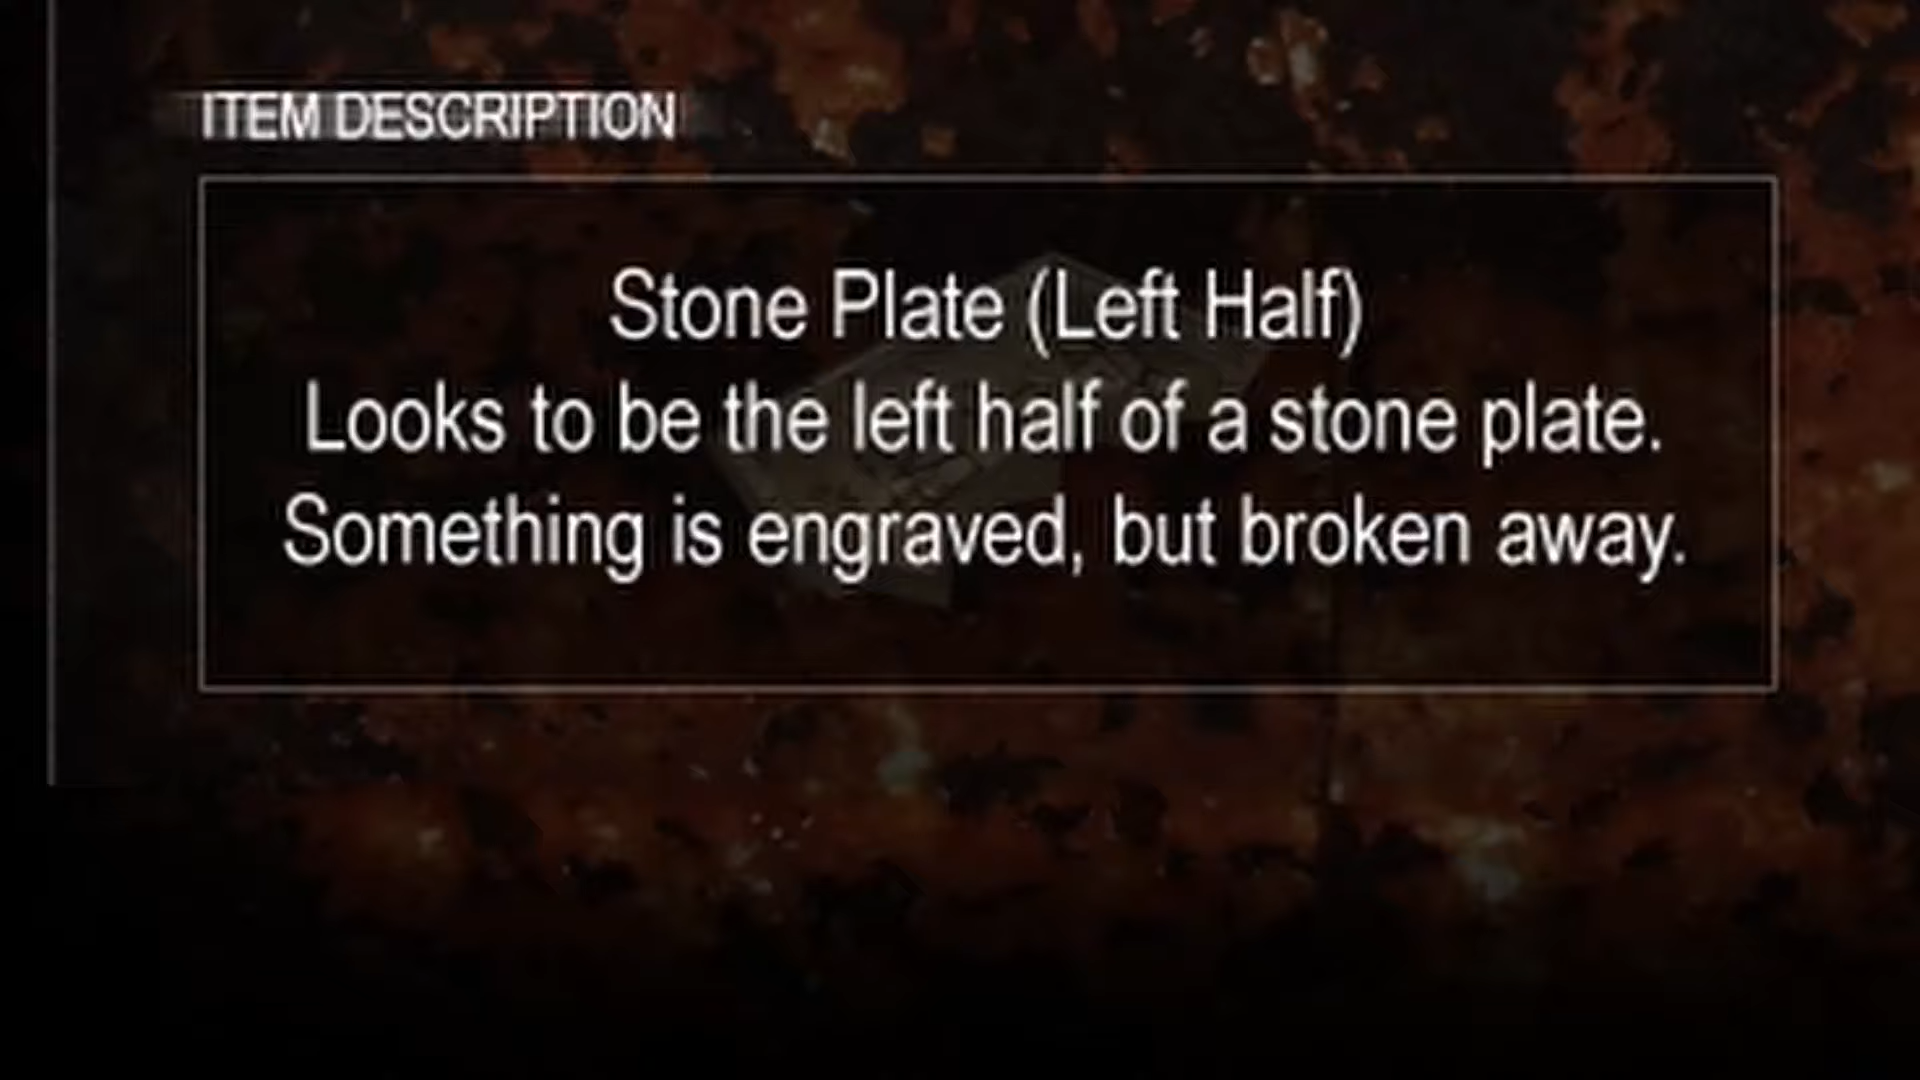 ITEM DESCRIPTION
Stone Plate (Left Half)
Looks to be the left half of a stone plate.
Something is engraved, but broken away.